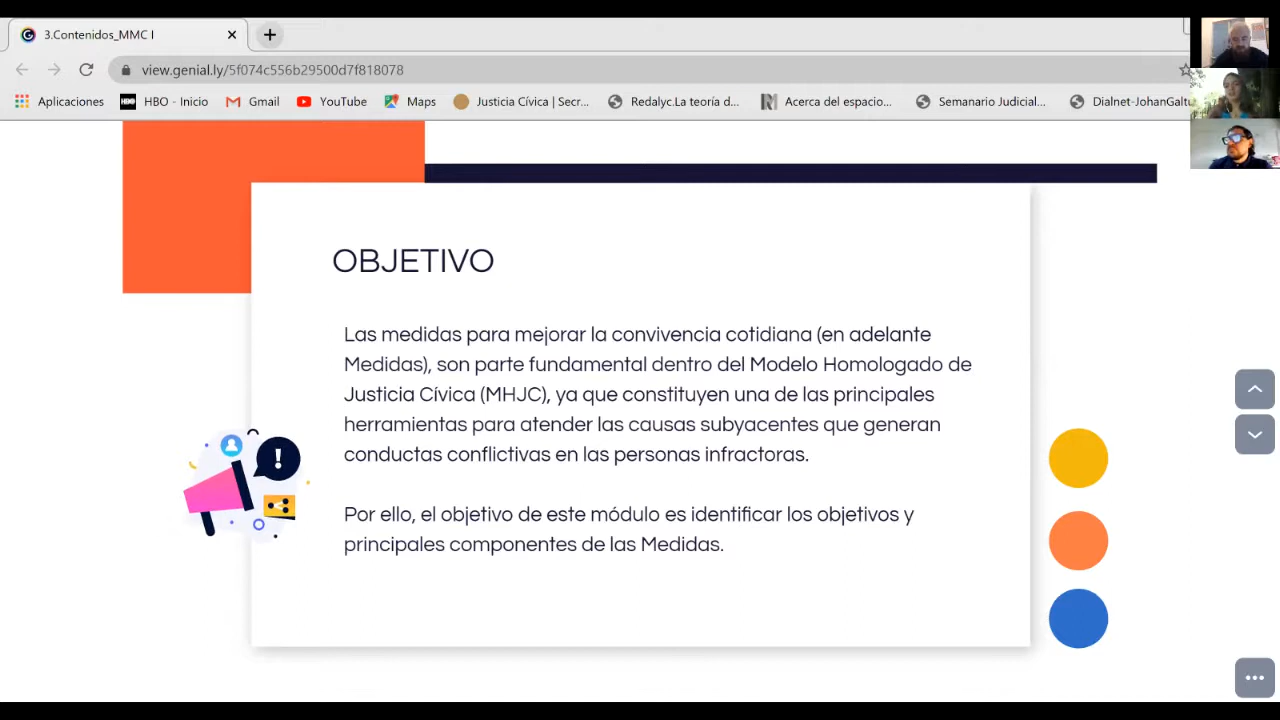 3.Contenidos_MMC I
view.genial.ly/5f074c556b29500d7f818078
Aplicaciones
HBO
HBO - Inicio
Gmail
YouTube
Maps
Justicia Cívica | Secr...
Redalyc.La teoría d...
Acerca del espacio...
Semanario Judicial...
Dialnet-JohanGaltu
OBJETIVO
Las medidas para mejorar la convivencia cotidiana (en adelante
Medidas), son parte fundamental dentro del Modelo Homologado de
Justicia Cívica (MHJC), ya que constituyen una de las principales
herramientas para atender las causas subyacentes que generan
conductas conflictivas en las personas infractoras.
Por ello, el objetivo de este módulo es identificar los objetivos y
principales componentes de las Medidas.